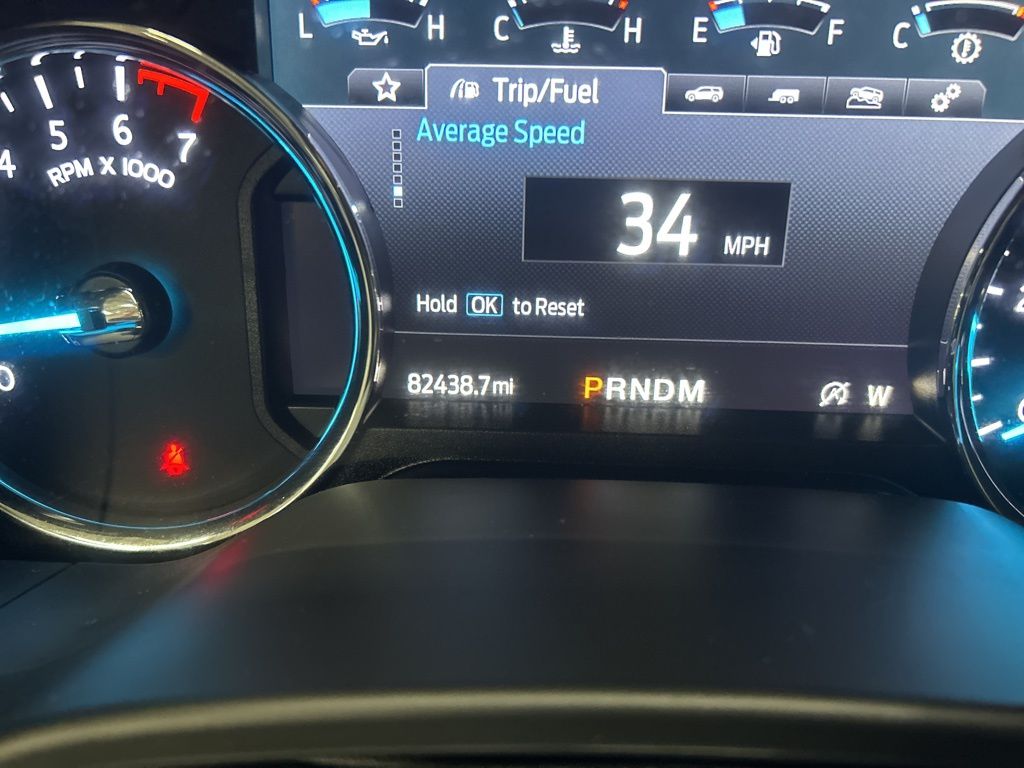 L H C H E F C
Trip/Fuel
Average Speed
4 5 6 7
RPM X 1000
34 MPH
Hold OK to Reset
0
82438.7mi PRNDM W